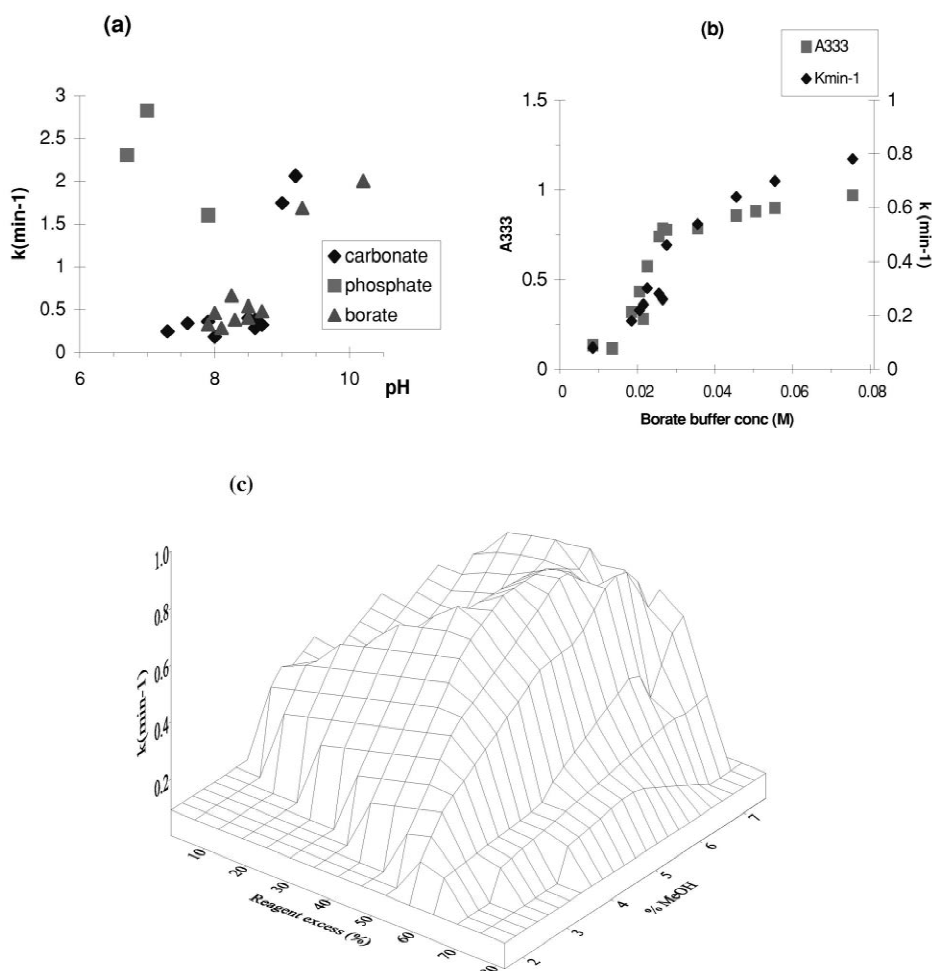 (a)
3
2.5
2
1.5
1
0.5
0
k(min-1)
6
8
10
pH
carbonate
phosphate
borate
(b)
A333
Kmin-1
1.5
1
0.5
0
A333
1
0.8
0.6
0.4
0.2
0
k (min-1)
0
0.02
0.04
0.06
0.08
Borate buffer conc (M)
(c)
1.0
0.8
0.6
0.4
0.2
k(min-1)
10
20
30
40
50
60
70
80
Reagent excess (%)
2
3
4
5
6
7
% MeOH